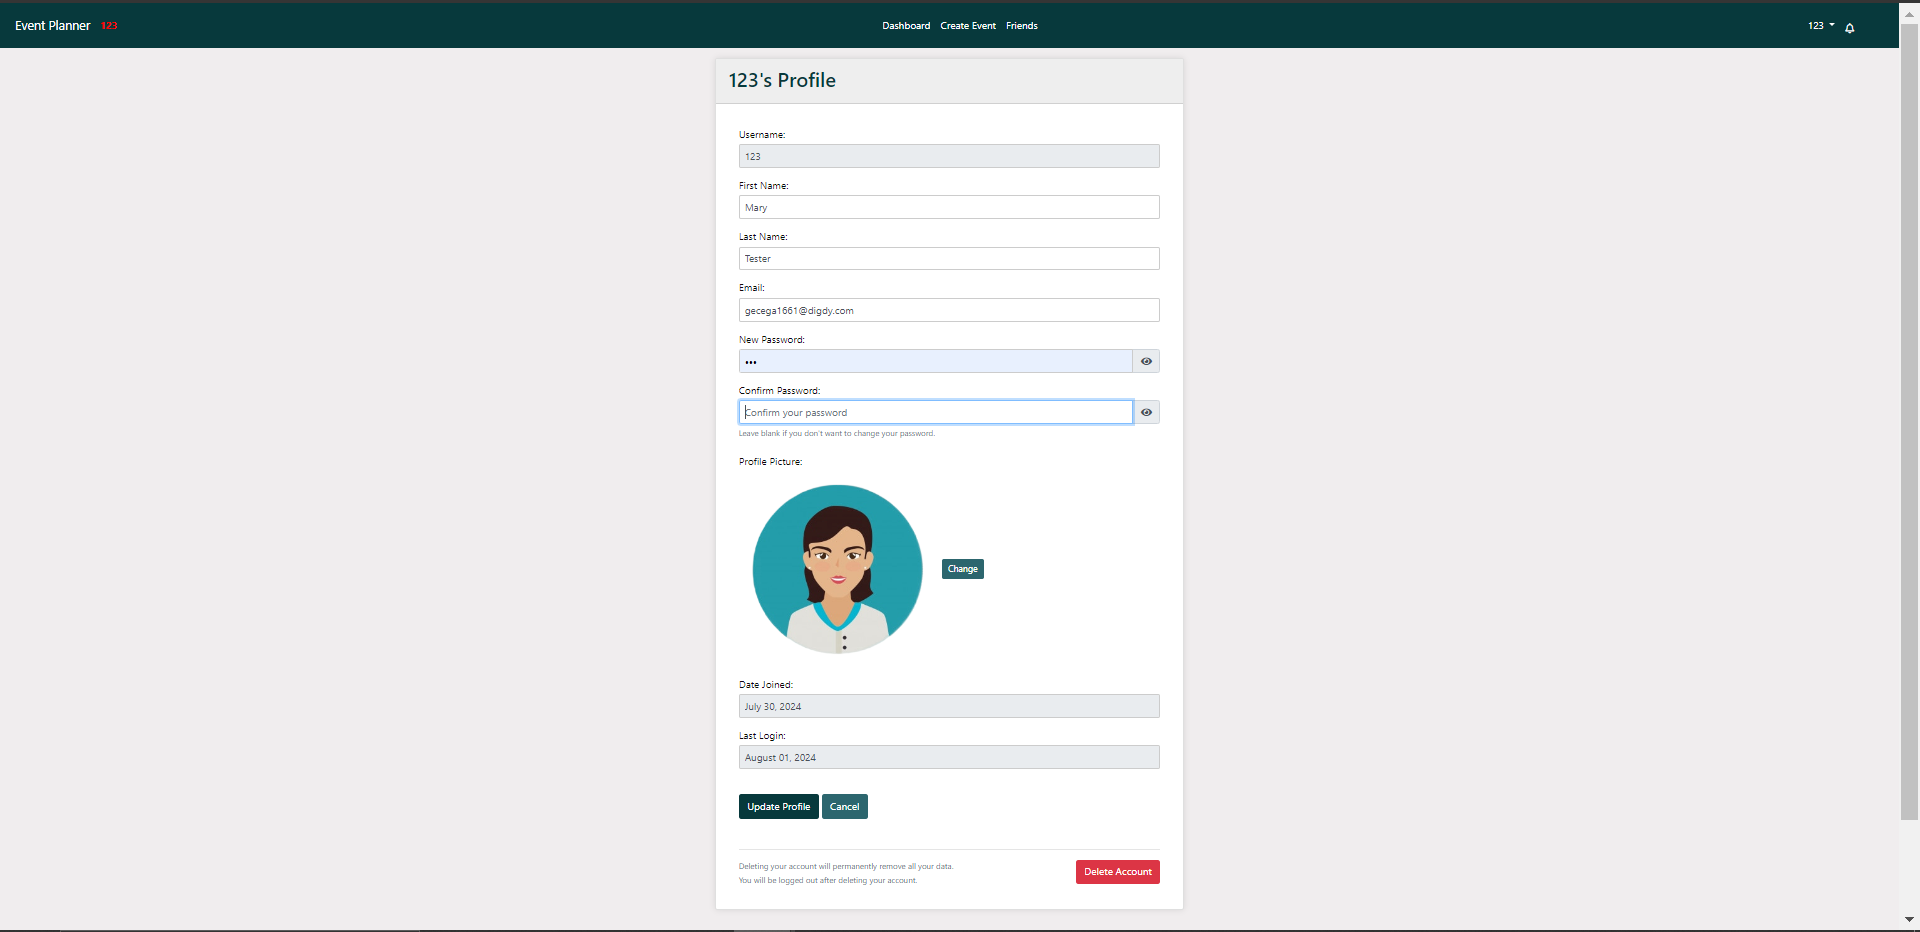 Event Planner 123 Dashboard Create Event Friends 123
123's Profile
Username:
123
First Name:
Mary
Last Name:
Tester
Email:
gecega1661@digdy.com
New Password:
•••
Confirm Password:
Confirm your password
Leave blank if you don't want to change your password.
Profile Picture:
Change
Date Joined:
July 30, 2024
Last Login:
August 01, 2024
Update Profile Cancel
Deleting your account will permanently remove all your data.
You will be logged out after deleting your account.
Delete Account